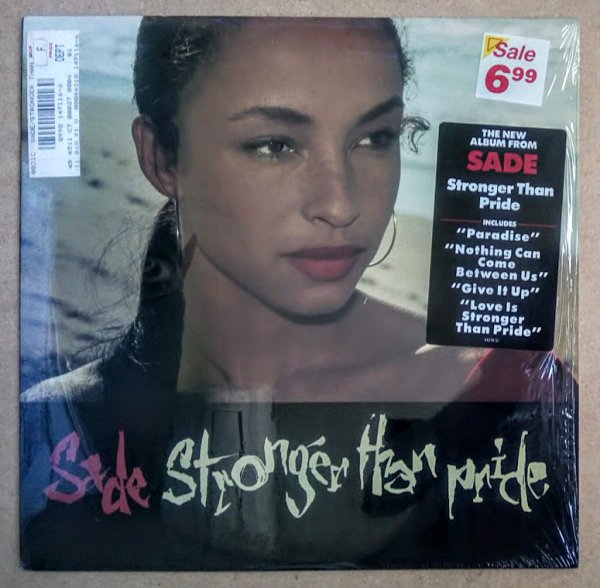 Sale
6.99
THE NEW
ALBUM FROM
SADE
Stronger Than
Pride
INCLUDES
"Paradise"
"Nothing Can
Come
Between Us"
"Give It Up"
"Love Is
Stronger
Than Pride"
DEPT
Sade Stronger than pride